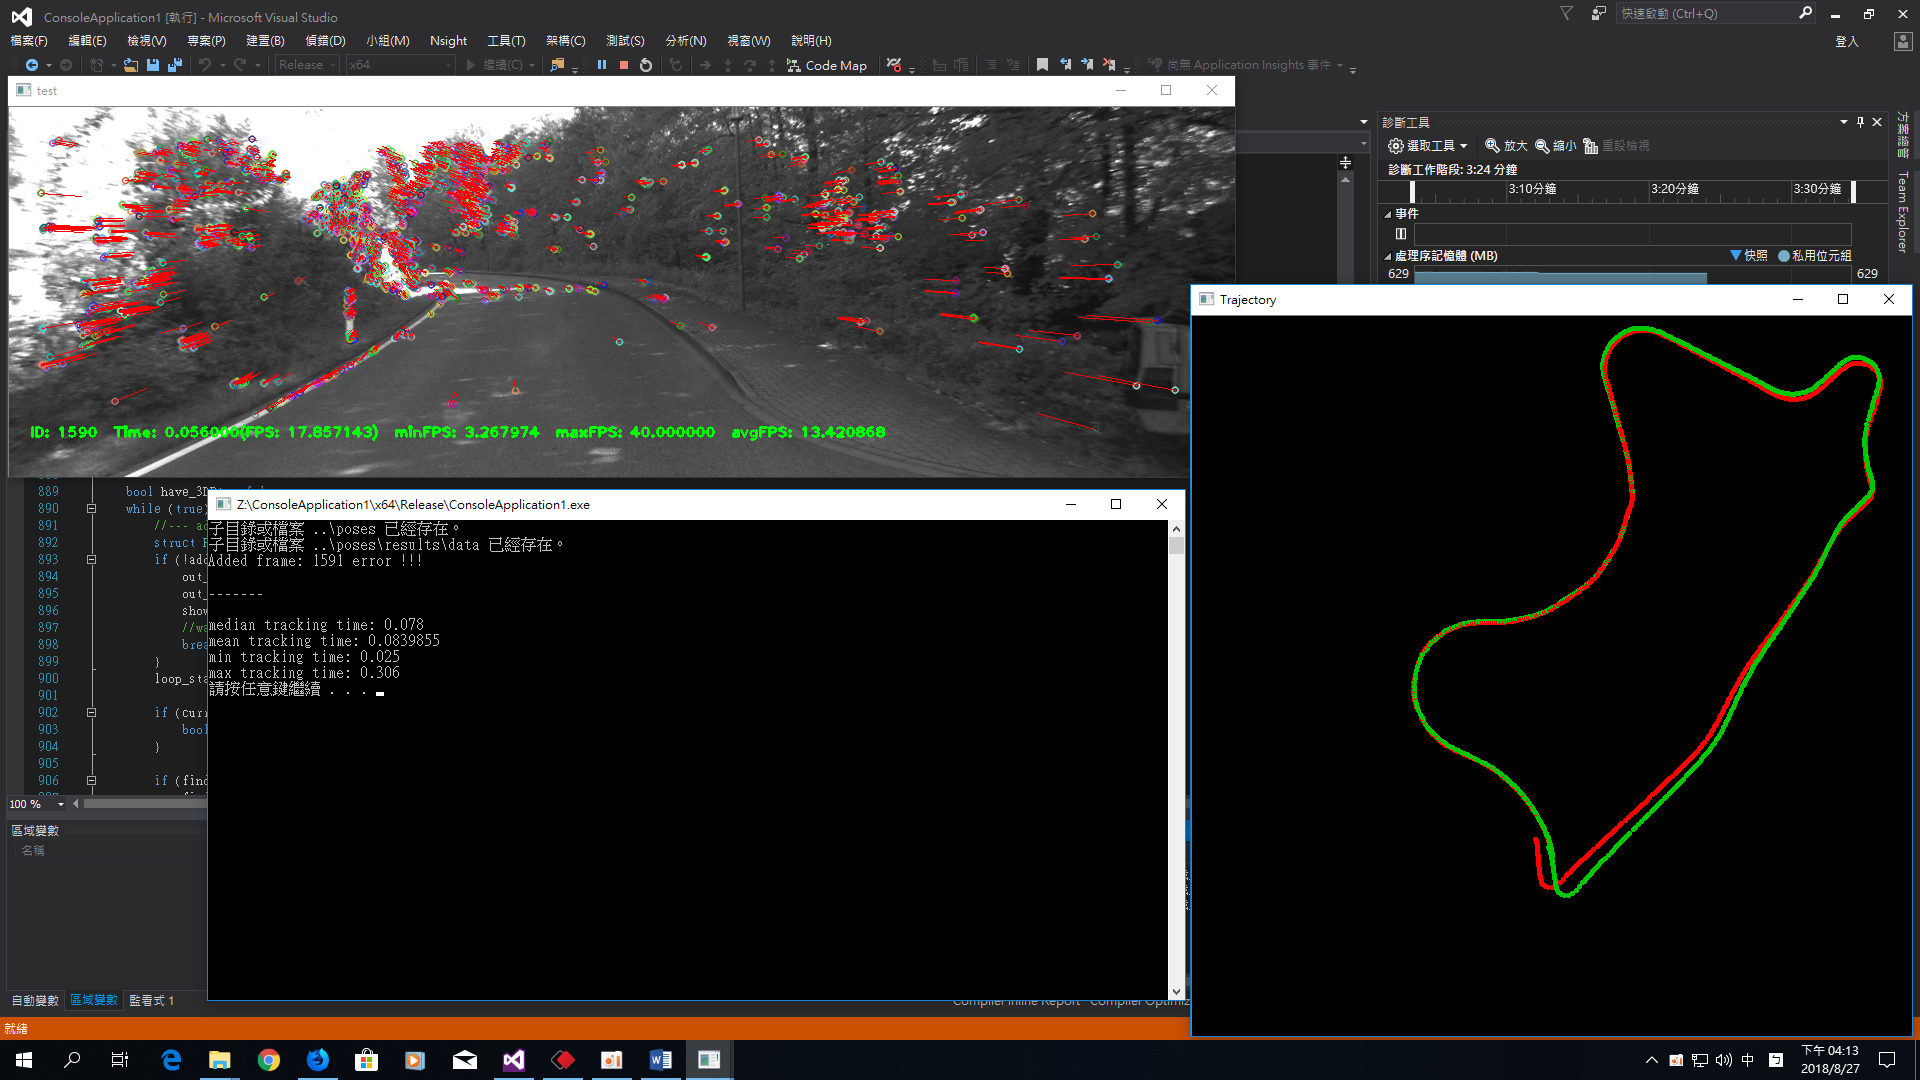 ConsoleApplication1 [執行] - Microsoft Visual Studio
快速啟動 (Ctrl+Q)
檔案(F) 編輯(E) 檢視(V) 專案(P) 建置(B) 偵錯(D) 小組(M) Nsight 工具(T) 架構(C) 測試(S) 分析(N) 視窗(W) 說明(H)
登入
Release x64 繼續(C) Code Map 尚無 Application Insights 事件
test
ID: 1590 Time: 0.056000(FPS: 17.857143) minFPS: 3.267974 maxFPS: 40.000000 avgFPS: 13.420868
診斷工具
選取工具 放大 縮小 重設檢視
診斷工作階段: 3:24 分鐘
3:10分鐘 3:20分鐘 3:30分鐘
事件
處理序記憶體 (MB) 快照 私用位元組
629 629
方案總管
Team Explorer
Trajectory
889 bool have_3D
890 while (true)
891 //--- ad
892 struct
893 if (!add
894 out_
895 out_
896 show
897 //wa
898 brea
899 }
900 loop_sta
901
902 if (curr
903 bool
904 }
905
906 if (find
100 %
區域變數
名稱
Z:\ConsoleApplication1\x64\Release\ConsoleApplication1.exe
子目錄或檔案 ..\poses 已經存在。
子目錄或檔案 ..\poses\results\data 已經存在。
Added frame: 1591 error !!!
-------
median tracking time: 0.078
mean tracking time: 0.0839855
min tracking time: 0.025
max tracking time: 0.306
請按任意鍵繼續 . . .
自動變數 區域變數 監看式 1
Compiler Inline Report Compiler Optimiz
就緒
中
下午 04:13
2018/8/27